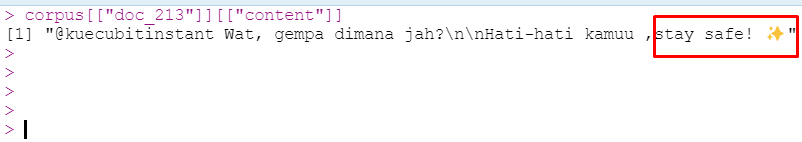 > corpus[["doc_213"]][["content"]]
[1] "@kuecubitinstant Wat, gempa dimana jah?\n\nHati-hati kamuu ,stay safe! ✨"
>
>
>
>
>